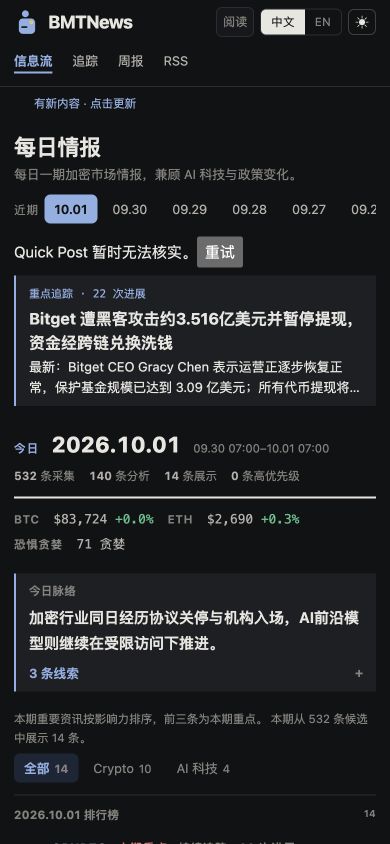 BMTNews 阅读 中文 EN
信息流 追踪 周报 RSS
有新内容 · 点击更新
每日情报
每日一期加密市场情报，兼顾 AI 科技与政策变化。
近期 10.01 09.30 09.29 09.28 09.27 09.2
Quick Post 暂时无法核实。 重试
重点追踪 · 22 次进展
Bitget 遭黑客攻击约3.516亿美元并暂停提现，
资金经跨链兑换洗钱
最新：Bitget CEO Gracy Chen 表示运营正逐步恢复正
常，保护基金规模已达到 3.09 亿美元；所有代币提现将…
今日 2026.10.01 09.30 07:00–10.01 07:00
532 条采集 140 条分析 14 条展示 0 条高优先级
BTC $83,724 +0.0% ETH $2,690 +0.3%
恐惧贪婪 71 贪婪
今日脉络
加密行业同日经历协议关停与机构入场，AI前沿模
型则继续在受限访问下推进。
3 条线索 +
本期重要资讯按影响力排序，前三条为本期重点。 本期从 532 条候选
中展示 14 条。
全部 14 Crypto 10 AI 科技 4
2026.10.01 排行榜 14